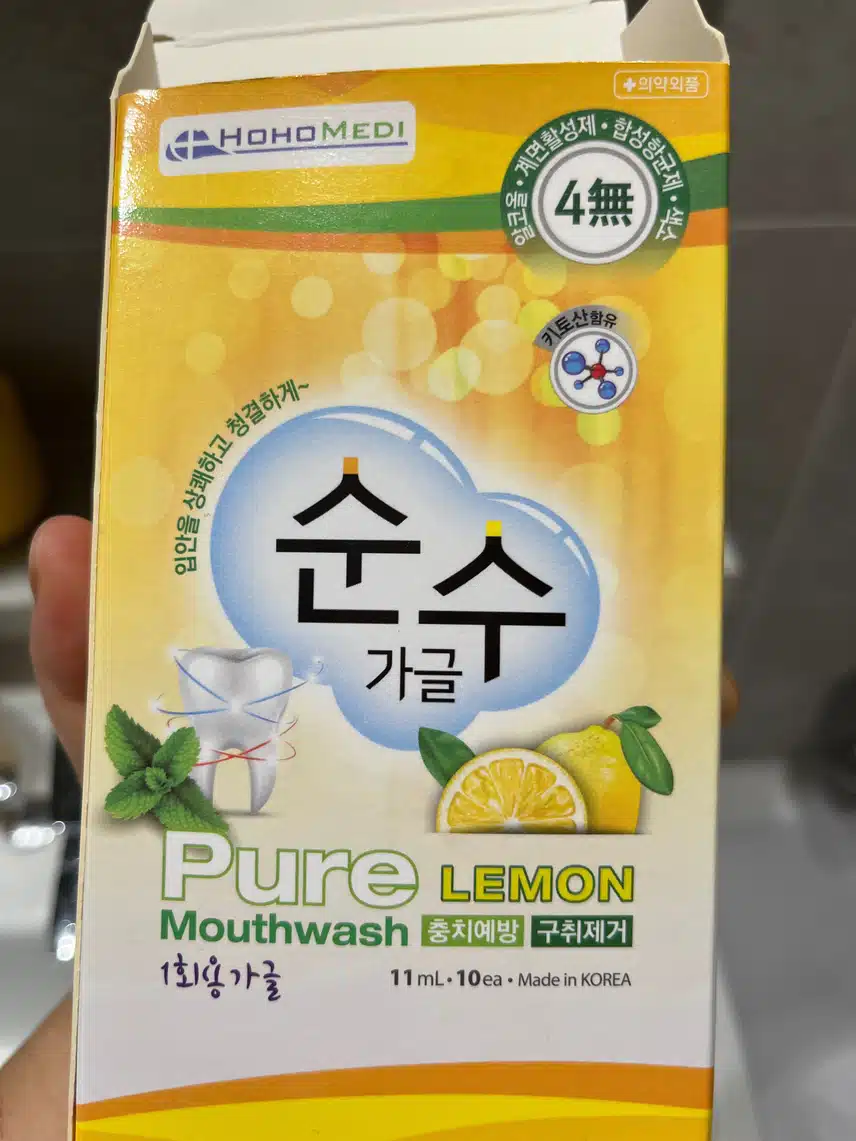 의약외품
HOHOMEDI
알코올·계면활성제·합성항균제·색소
4無
키토산함유
입안을 상쾌하고 청결하게~
순수
가글
Pure LEMON
Mouthwash 충치예방 구취제거
1회용가글 11mL·10ea·Made in KOREA